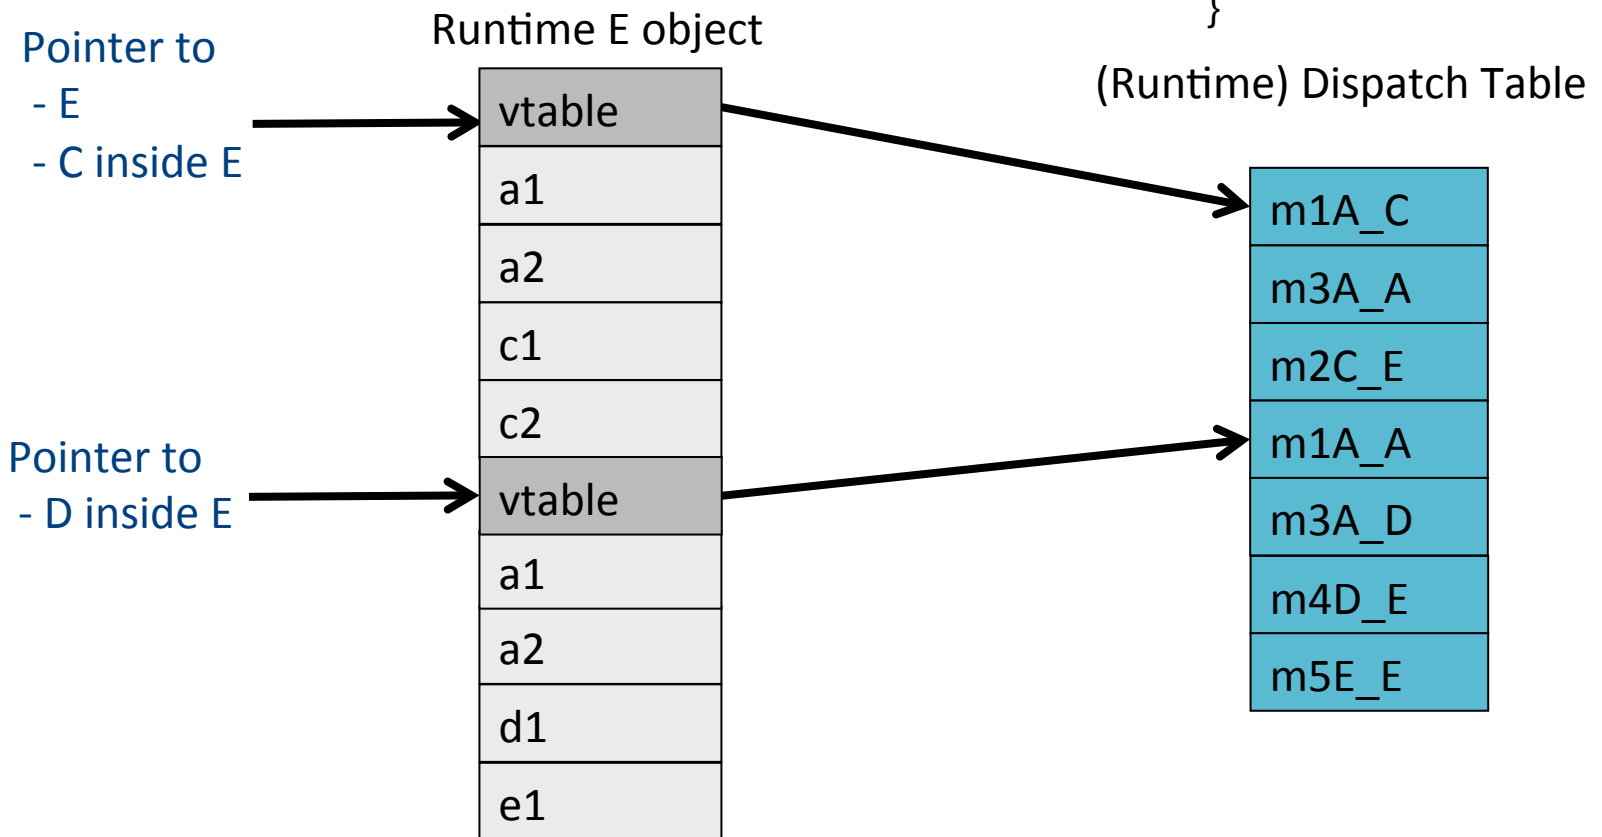 }
Runtime E object
Pointer to
- E
- C inside E
(Runtime) Dispatch Table
vtable
a1
a2
c1
c2
vtable
a1
a2
d1
e1
Pointer to
- D inside E
m1A_C
m3A_A
m2C_E
m1A_A
m3A_D
m4D_E
m5E_E